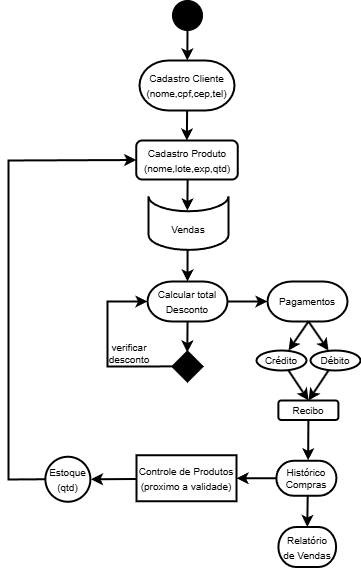 Cadastro Cliente
(nome,cpf,cep,tel)
Cadastro Produto
(nome,lote,exp,qtd)
Vendas
Calcular total
Desconto
Pagamentos
verificar
desconto
Crédito
Débito
Recibo
Estoque
(qtd)
Controle de Produtos
(proximo a validade)
Histórico
Compras
Relatório
de Vendas